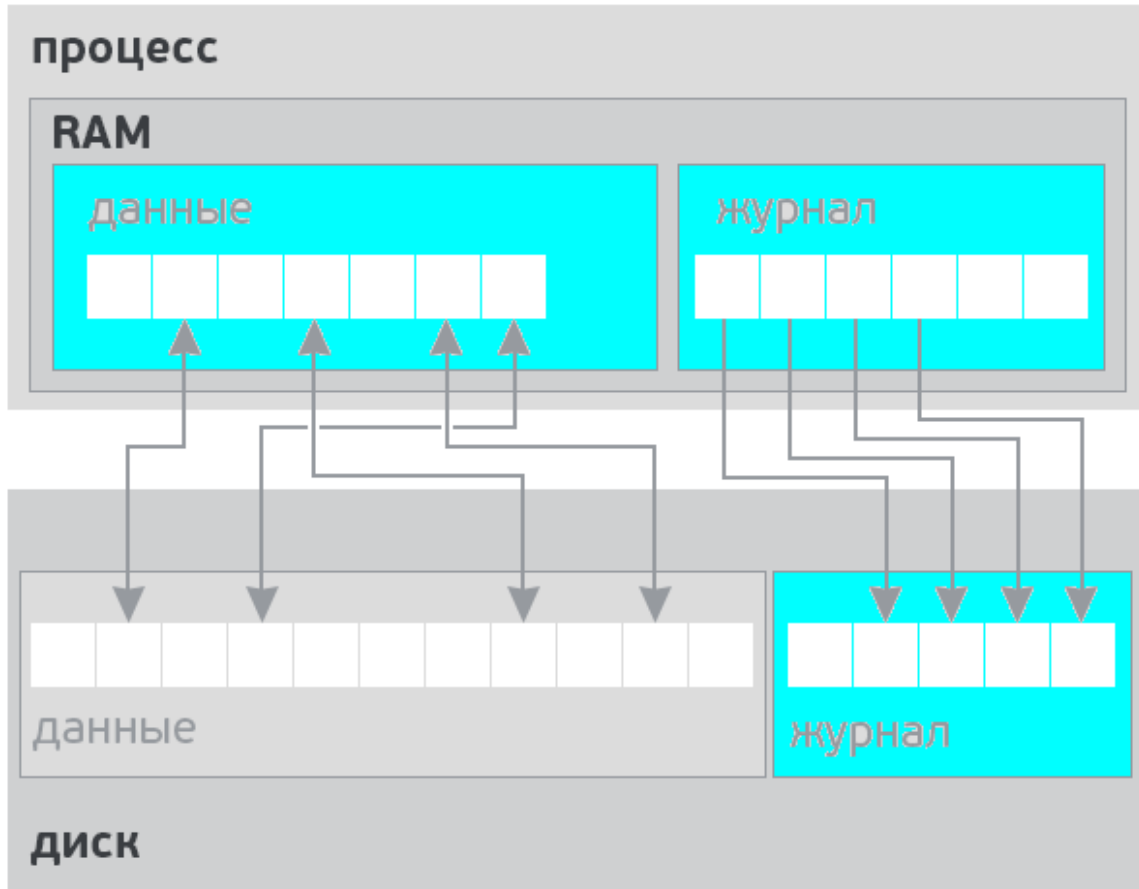 процесс
RAM
данные
журнал
данные
журнал
диск